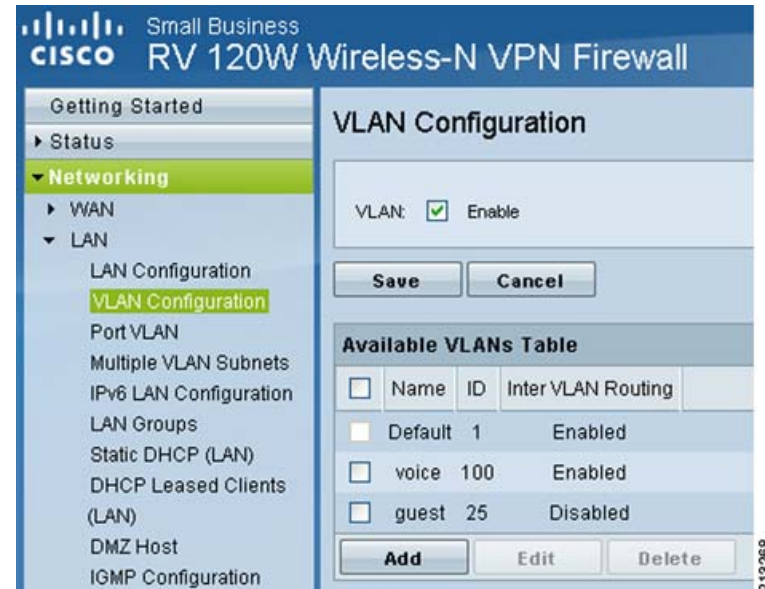 Small Business
CISCO RV 120W Wireless-N VPN Firewall
Getting Started
Status
Networking
WAN
LAN
LAN Configuration
VLAN Configuration
Port VLAN
Multiple VLAN Subnets
IPv6 LAN Configuration
LAN Groups
Static DHCP (LAN)
DHCP Leased Clients
(LAN)
DMZ Host
IGMP Configuration
VLAN Configuration
VLAN: Enable
Save Cancel
Available VLANs Table
Name ID Inter VLAN Routing
Default 1 Enabled
voice 100 Enabled
guest 25 Disabled
Add Edit Delete